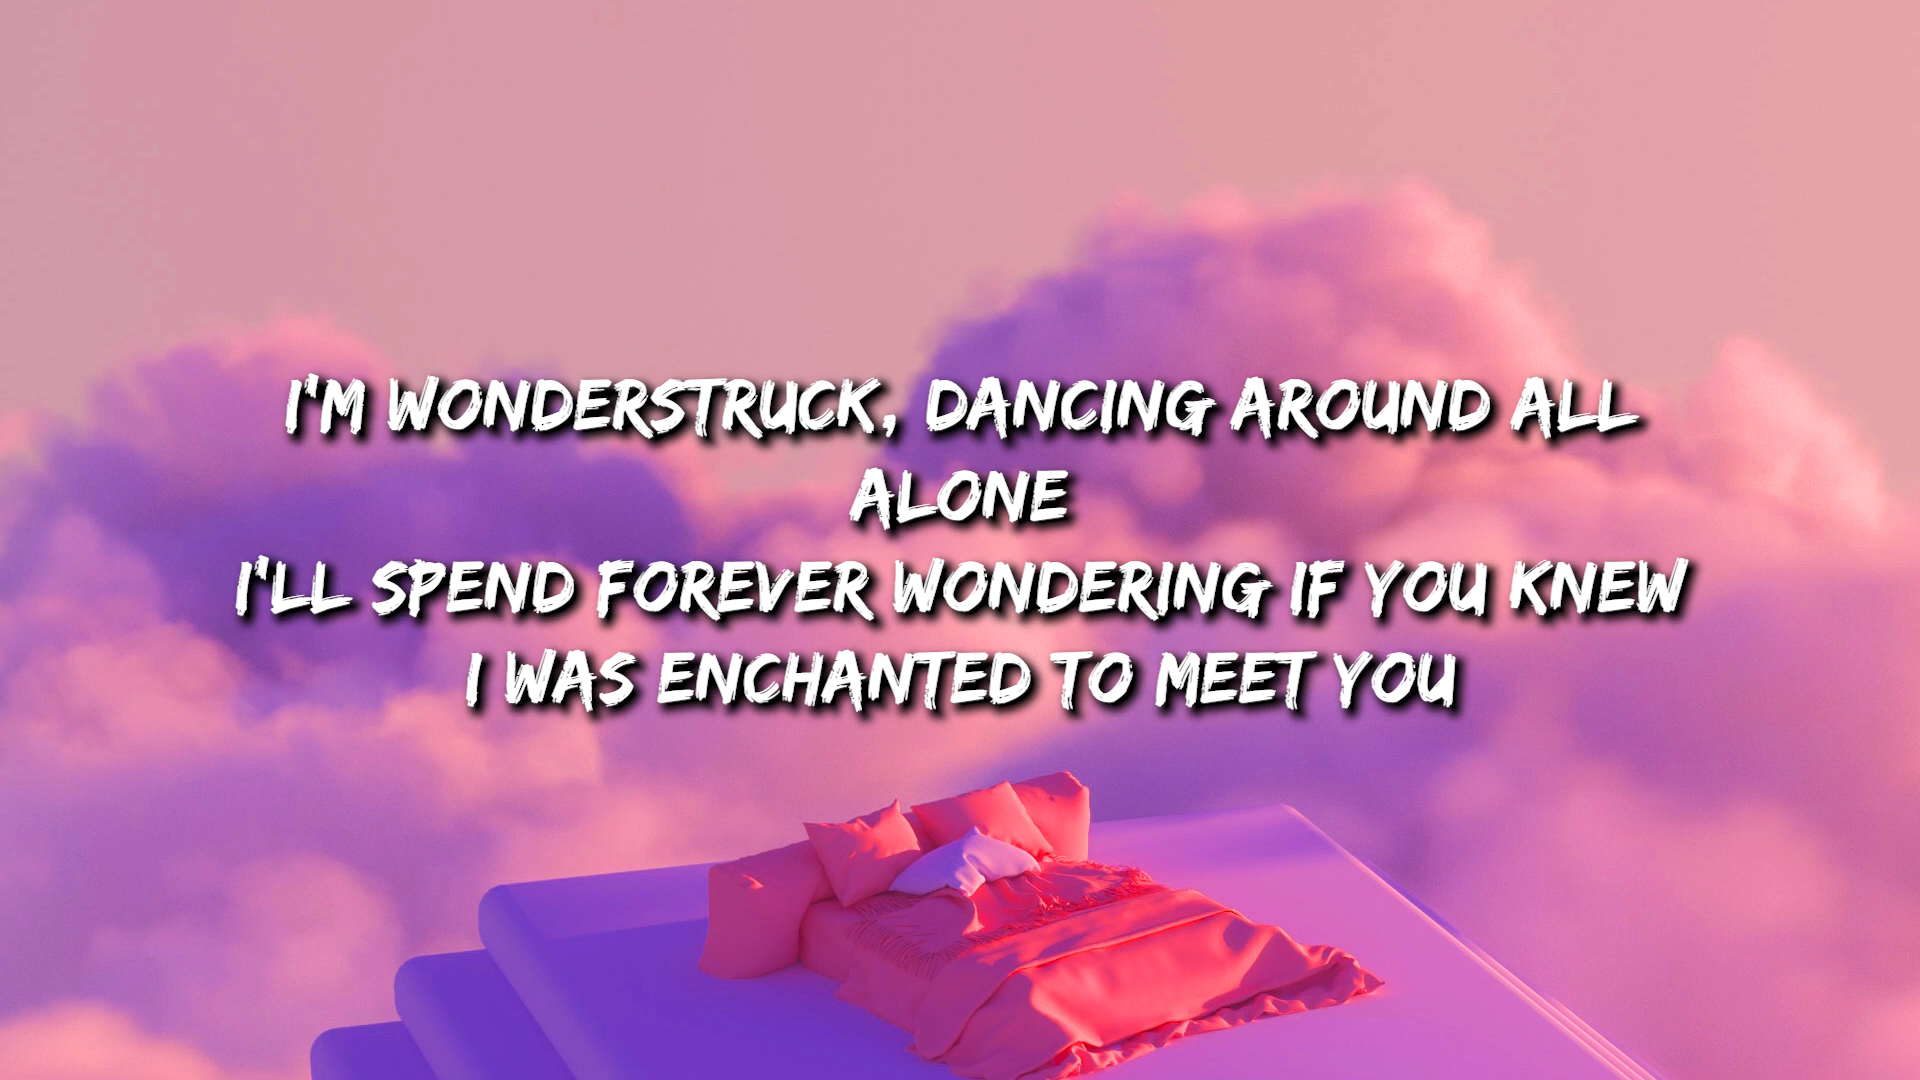 I'M WONDERSTRUCK, DANCING AROUND ALL
ALONE
I'LL SPEND FOREVER WONDERING IF YOU KNEW
I WAS ENCHANTED TO MEET YOU